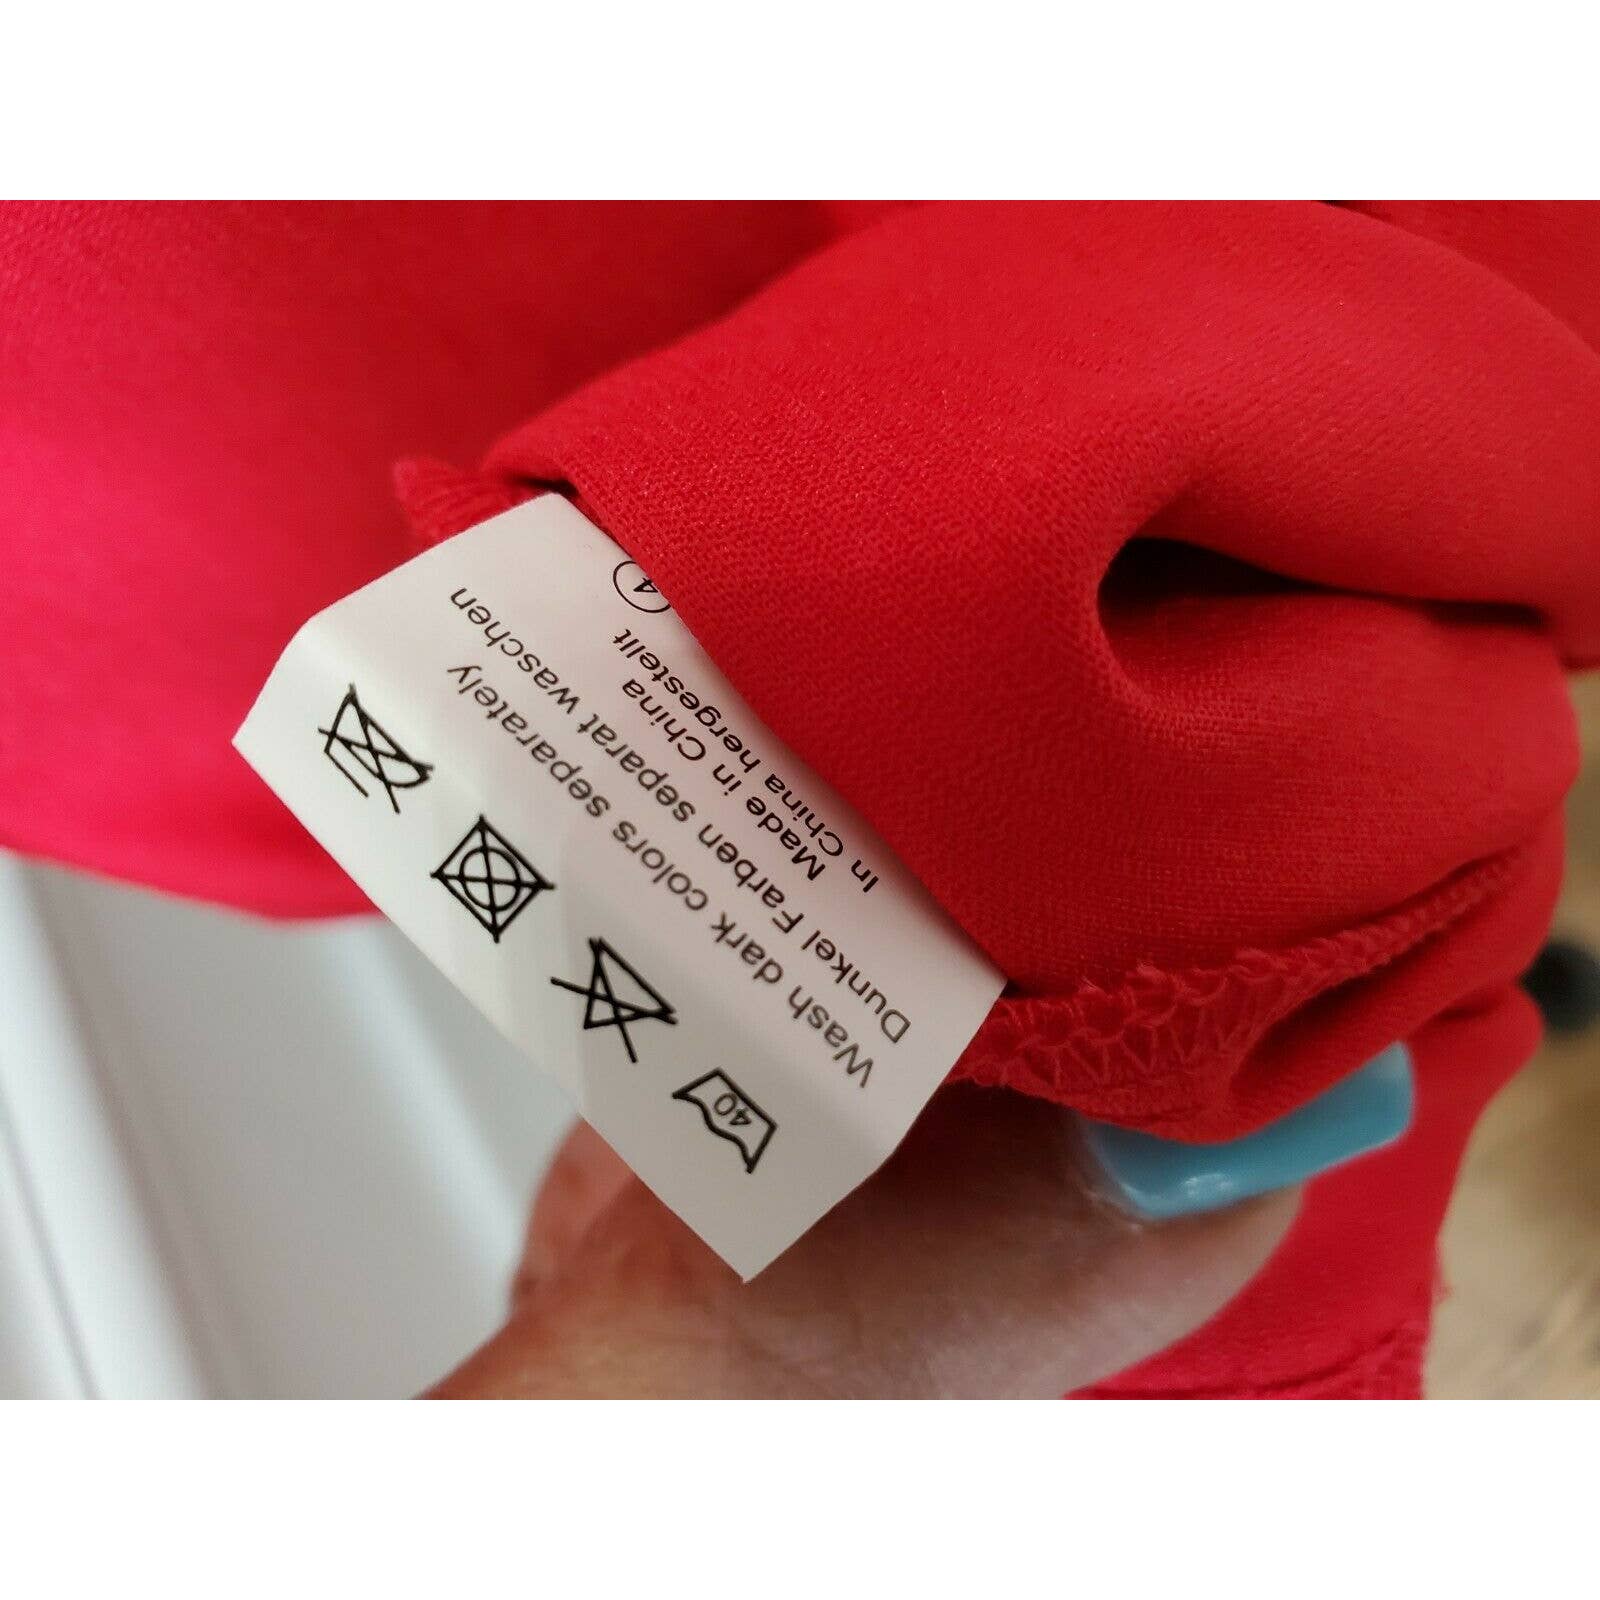 4
In China hergestellt
Made in China
Dunkel Farben separat waschen
Wash dark colors separately
40